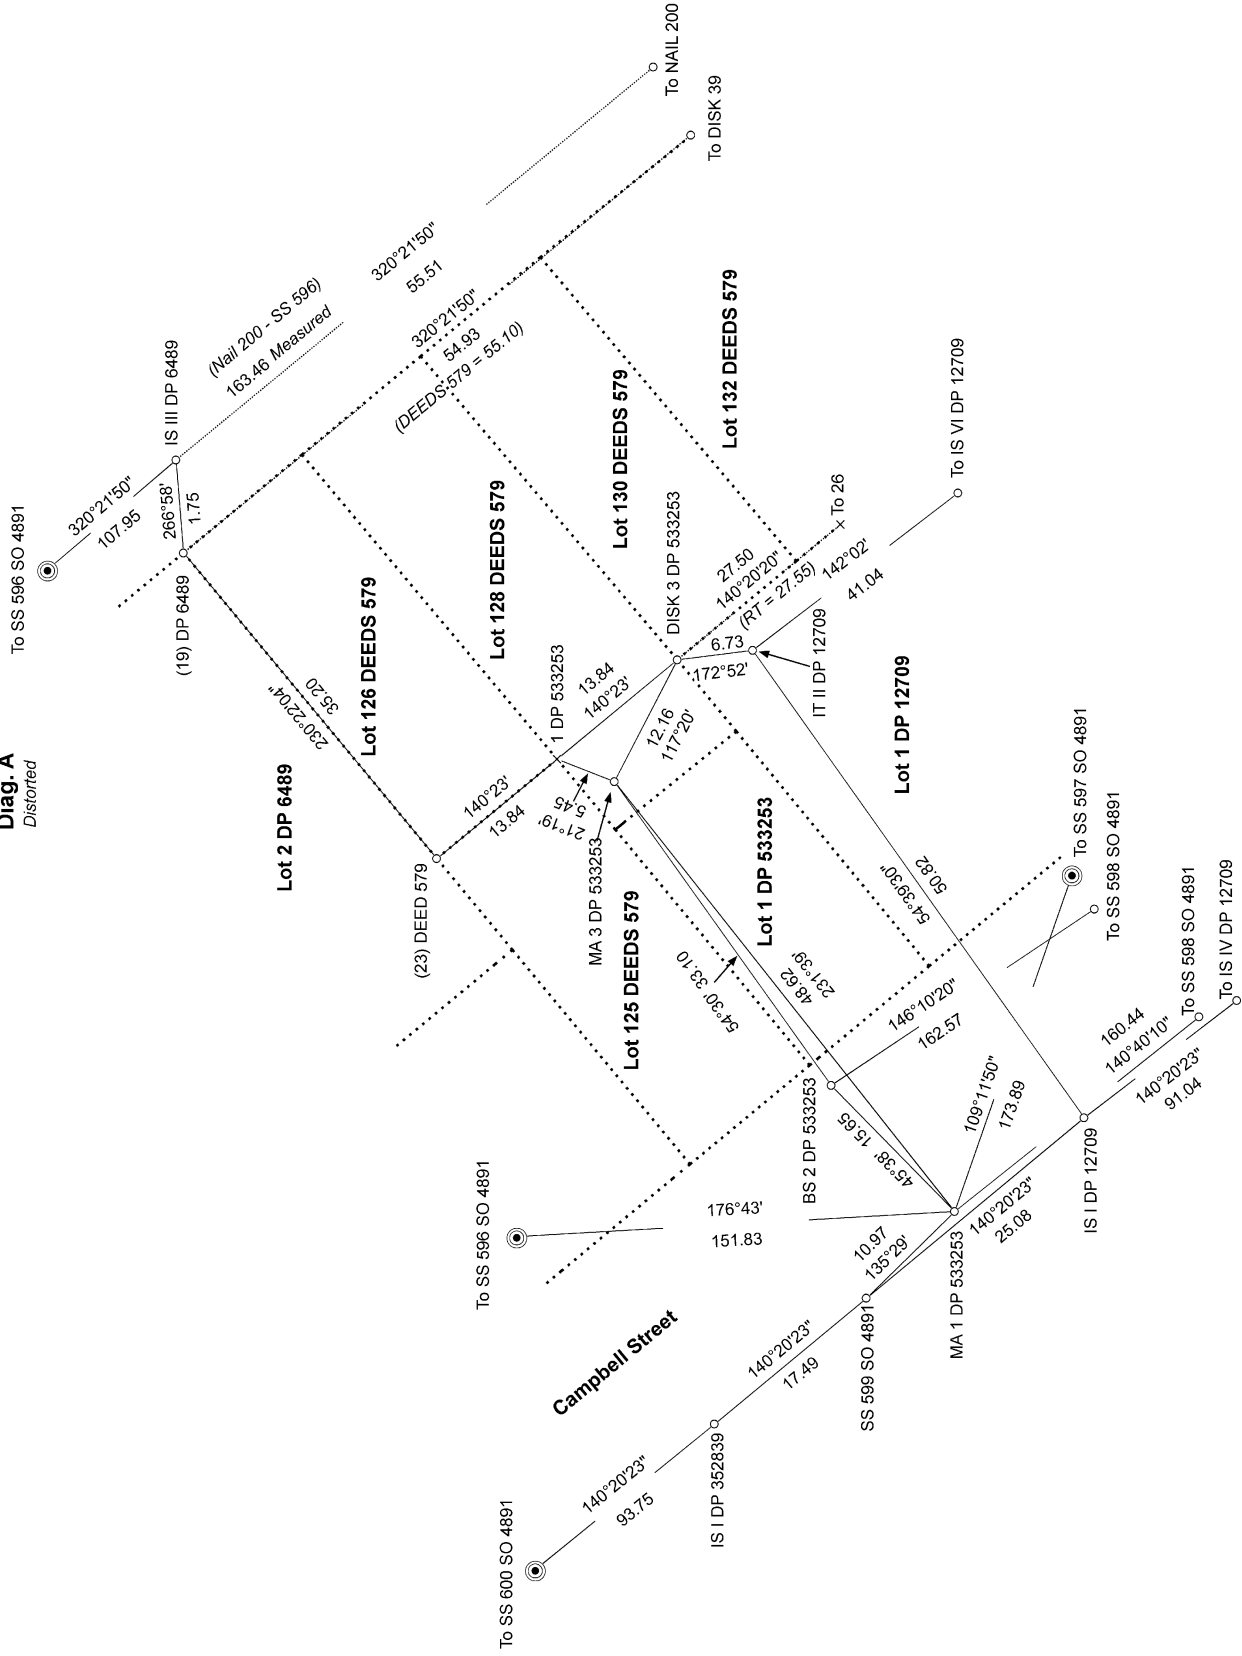 Diag. A
Distorted
To SS 596 SO 4891
320°21'50"
107.95
IS III DP 6489
266°58'
1.75
(19) DP 6489
(Nail 200 - SS 596)
163.46 Measured
320°21'50"
55.51
To NAIL 200
To DISK 39
320°21'50"
54.93
(DEEDS 579 = 55.10)
230°22'04"
35.20
Lot 2 DP 6489
Lot 126 DEEDS 579
Lot 128 DEEDS 579
Lot 130 DEEDS 579
Lot 132 DEEDS 579
(23) DEED 579
140°23'
13.84
1 DP 533253
13.84
140°23'
DISK 3 DP 533253
27.50
140°20'20"
(RT = 27.55)
To 26
142°02'
41.04
To IS VI DP 12709
6.73
172°52'
IT II DP 12709
12.16
117°20'
5.45
21°19'
MA 3 DP 533253
Lot 125 DEEDS 579
Lot 1 DP 533253
Lot 1 DP 12709
54°30' 33.10
48.62
231°39'
50.82
54°39'30"
To SS 597 SO 4891
To SS 598 SO 4891
146°10'20"
162.57
BS 2 DP 533253
45°38' 15.65
109°11'50"
173.89
160.44
140°40'10"
To SS 598 SO 4891
140°20'23"
91.04
To IS IV DP 12709
IS I DP 12709
To SS 596 SO 4891
176°43'
151.83
10.97
135°29'
140°20'23"
25.08
MA 1 DP 533253
SS 599 SO 4891
Campbell Street
140°20'23"
17.49
IS I DP 352839
140°20'23"
93.75
To SS 600 SO 4891